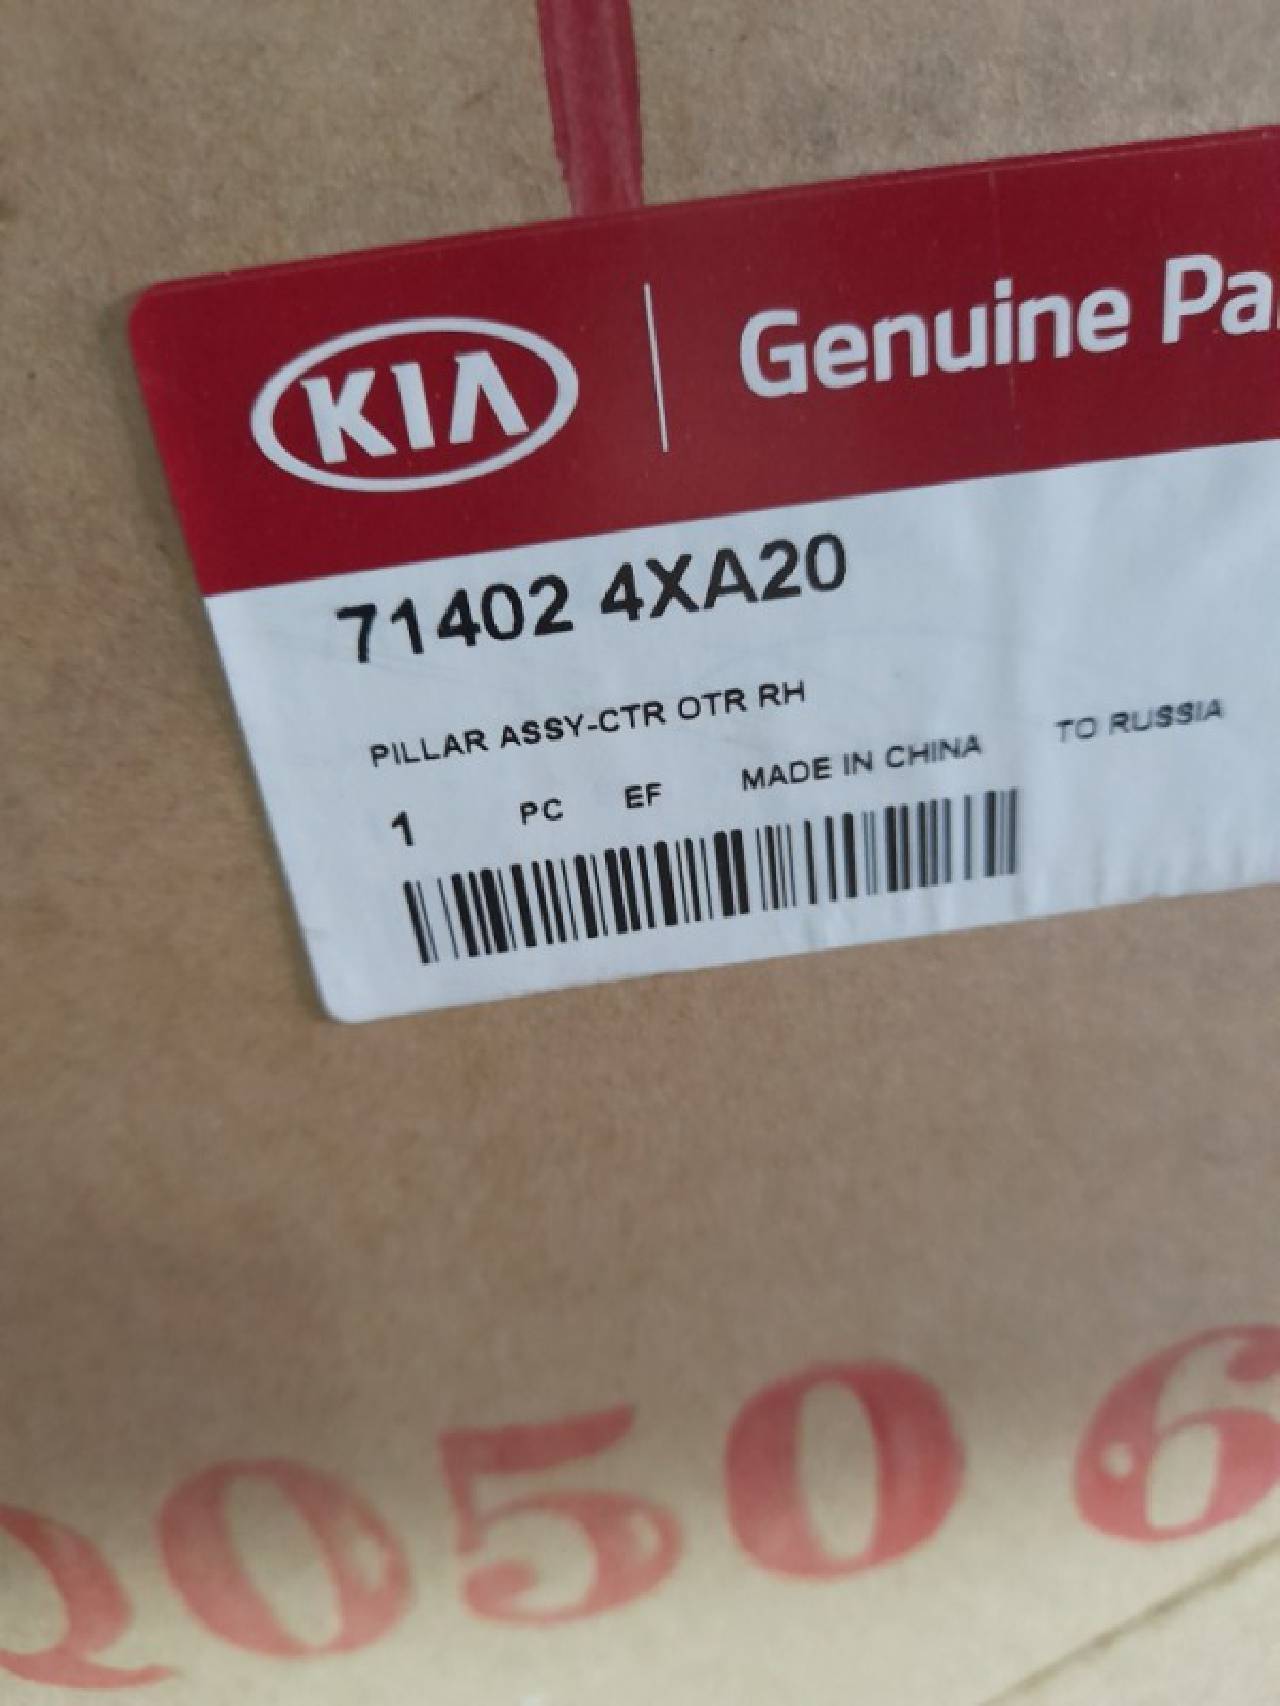 KIA Genuine Pa
71402 4XA20
PILLAR ASSY-CTR OTR RH
1 PC EF MADE IN CHINA TO RUSSIA
Q050 6